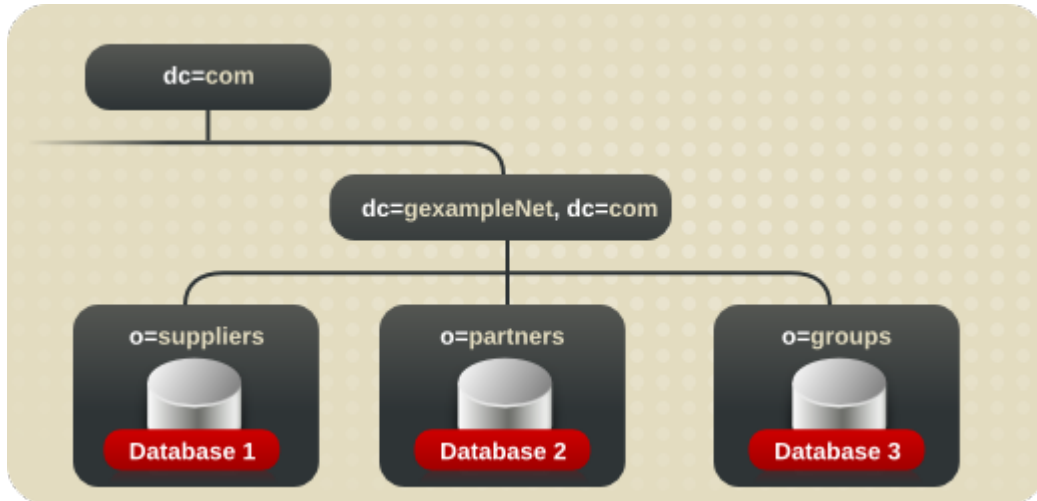 dc=com
dc=gexampleNet, dc=com
o=suppliers
o=partners
o=groups
Database 1
Database 2
Database 3